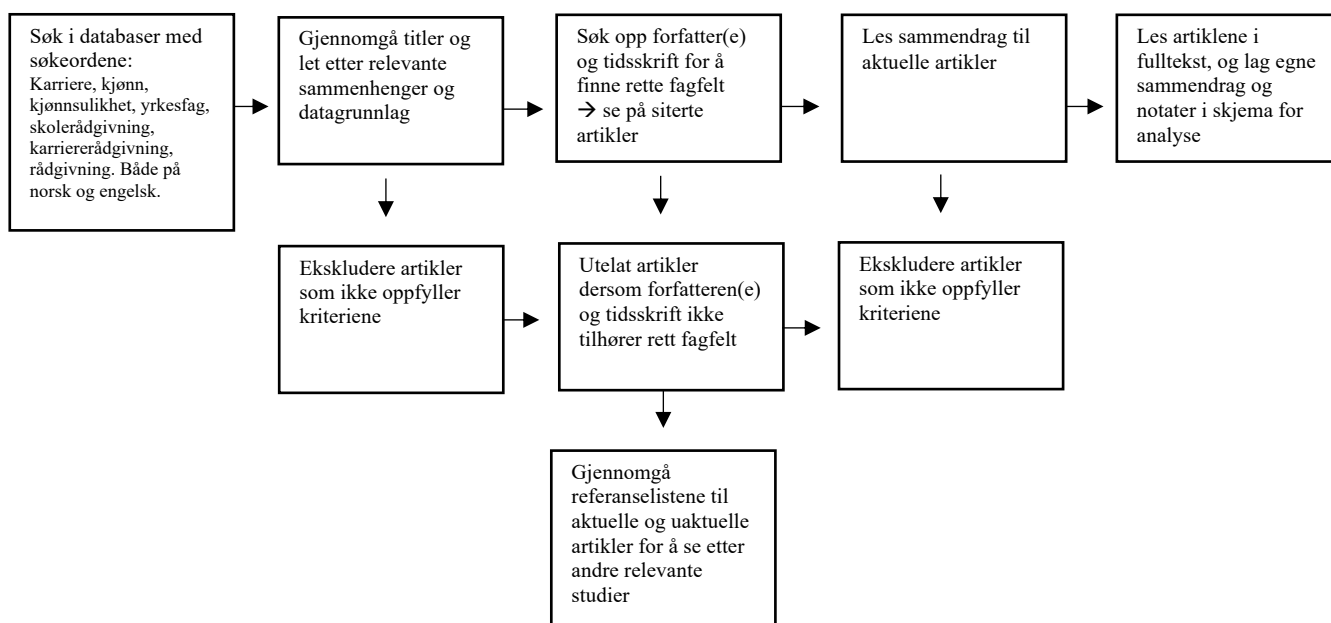 Søk i databaser med
søkeordene:
Karriere, kjønn,
kjønnsulikhet, yrkesfag,
skolerådgivning,
karriererådgivning,
rådgivning. Både på
norsk og engelsk.
Gjennomgå titler og
let etter relevante
sammenhenger og
datagrunnlag
Søk opp forfatter(e)
og tidsskrift for å
finne rette fagfelt
→ se på siterte
artikler
Les sammendrag til
aktuelle artikler
Les artiklene i
fulltekst, og lag egne
sammendrag og
notater i skjema for
analyse
Ekskludere artikler
som ikke oppfyller
kriteriene
Utelat artikler
dersom forfatteren(e)
og tidsskrift ikke
tilhører rett fagfelt
Ekskludere artikler
som ikke oppfyller
kriteriene
Gjennomgå
referanselistene til
aktuelle og uaktuelle
artikler for å se etter
andre relevante
studier